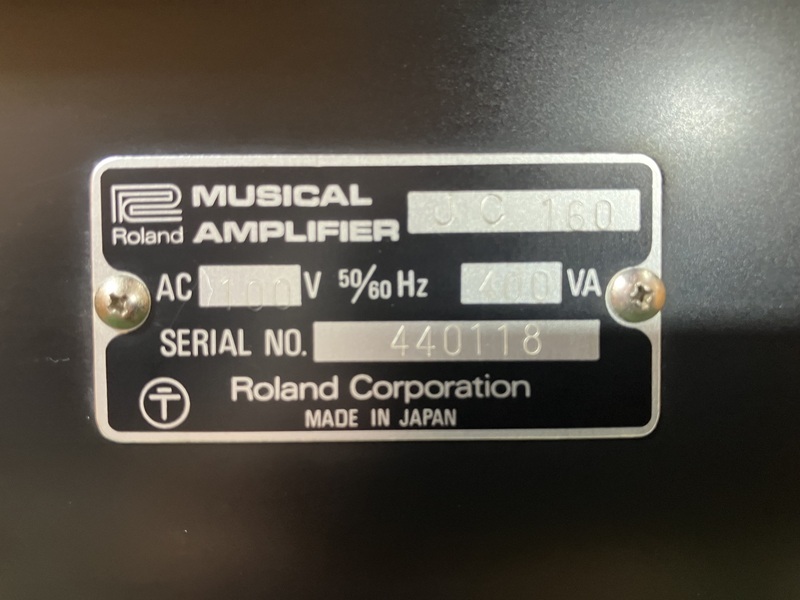 Roland MUSICAL AMPLIFIER JC 160
AC 100 V 50/60 Hz 400 VA
SERIAL NO. 440118
Roland Corporation
MADE IN JAPAN